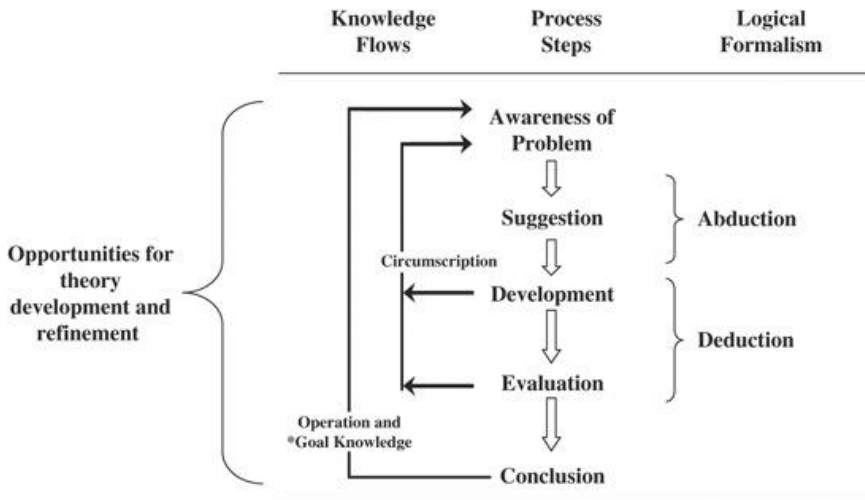 Knowledge
Flows
Process
Steps
Logical
Formalism
Opportunities for
theory
development and
refinement
Circumscription
Operation and
*Goal Knowledge
Awareness of
Problem
Suggestion
Development
Evaluation
Conclusion
Abduction
Deduction